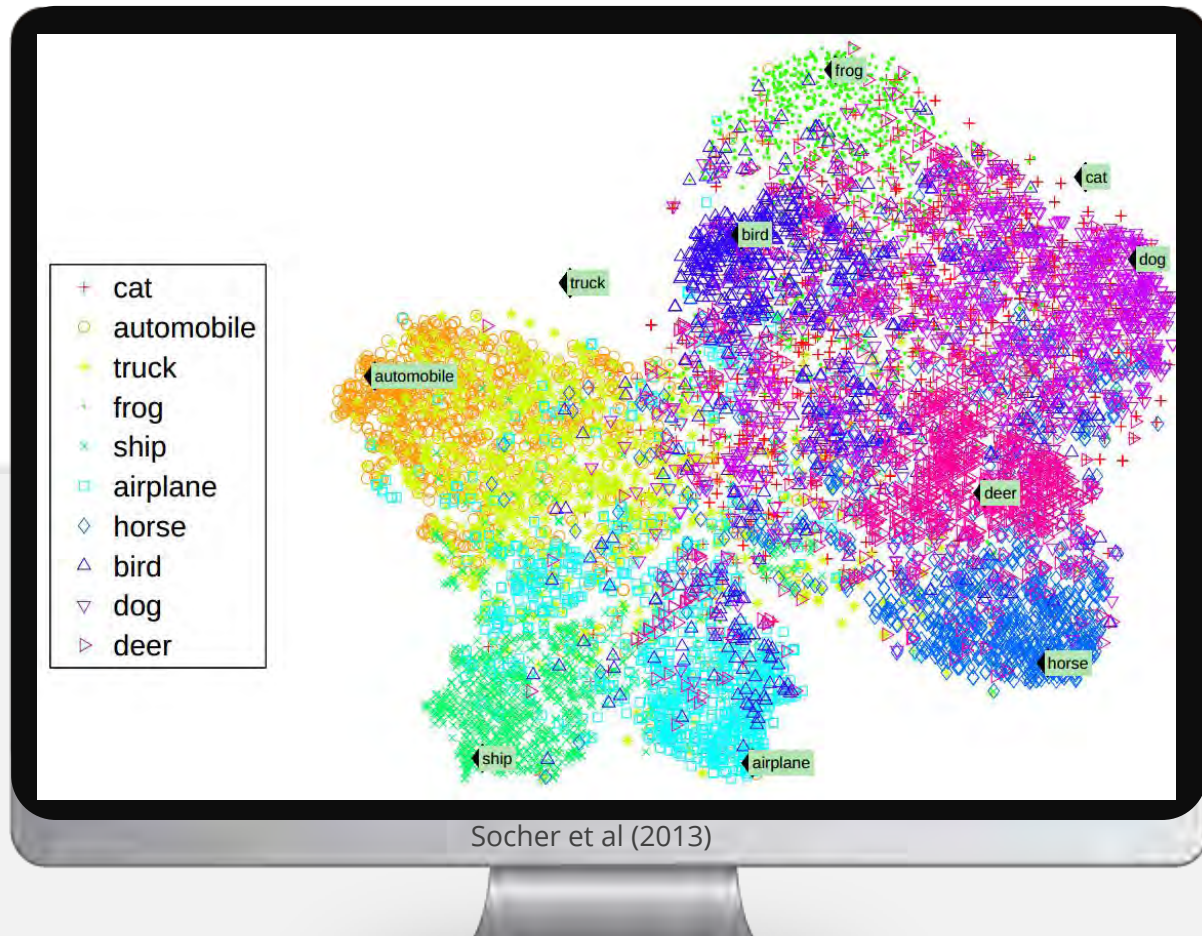 frog
cat
bird
dog
truck
cat
automobile
truck
frog
ship
airplane
horse
bird
dog
deer
automobile
deer
horse
ship
airplane
Socher et al (2013)